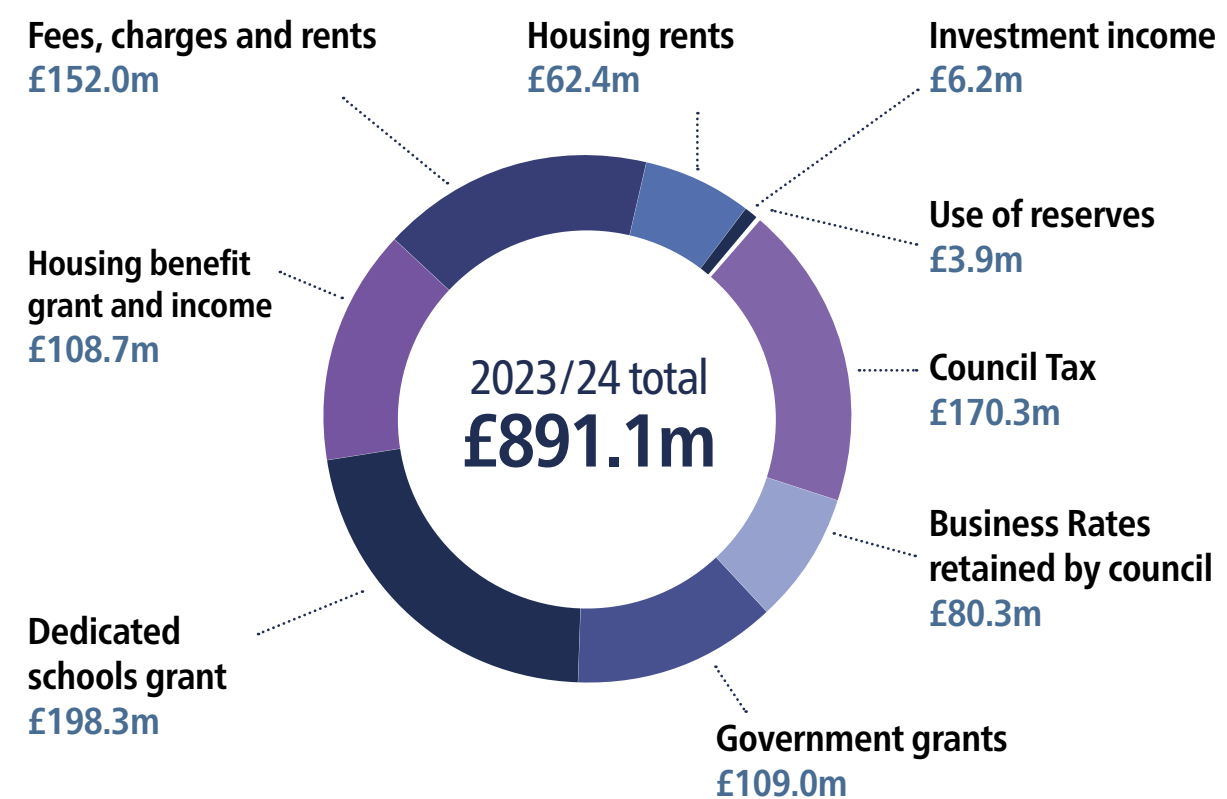 Fees, charges and rents
£152.0m
Housing rents
£62.4m
Investment income
£6.2m
Use of reserves
£3.9m
Housing benefit
grant and income
£108.7m
2023/24 total
£891.1m
Council Tax
£170.3m
Business Rates
retained by council
£80.3m
Dedicated
schools grant
£198.3m
Government grants
£109.0m